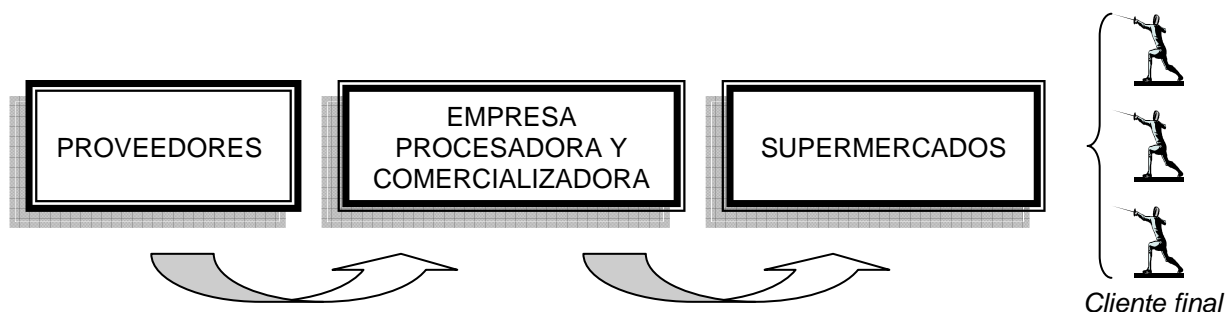 PROVEEDORES
EMPRESA
PROCESADORA Y
COMERCIALIZADORA
SUPERMERCADOS
Cliente final